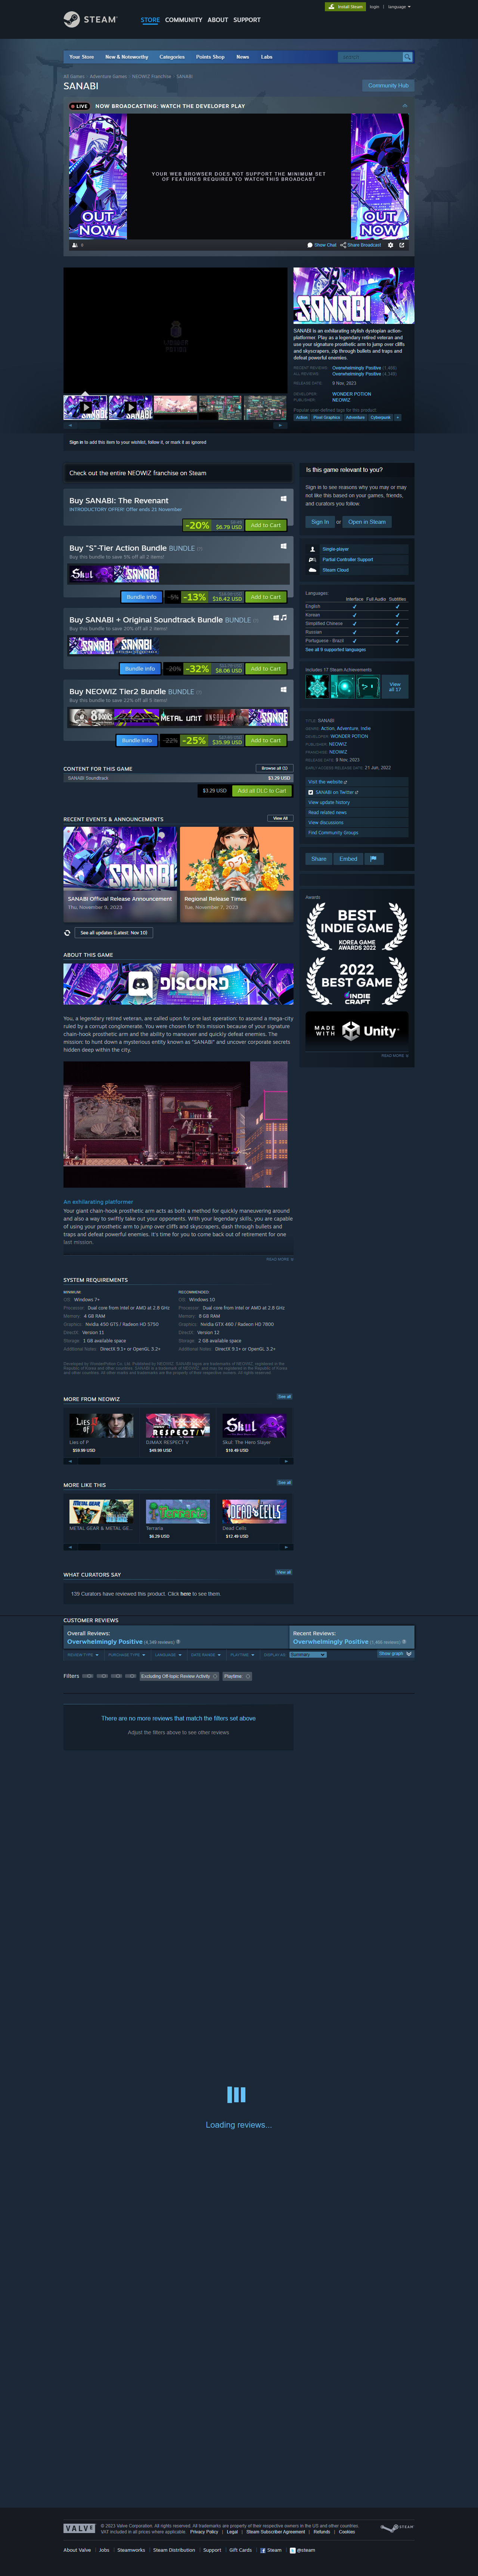 Install Steam
login | language
STEAM
STORE COMMUNITY ABOUT SUPPORT
Your Store New & Noteworthy Categories Points Shop News Labs
search
All Games > Adventure Games > NEOWIZ Franchise > SANABI
SANABI
Community Hub
LIVE NOW BROADCASTING: WATCH THE DEVELOPER PLAY
YOUR WEB BROWSER DOES NOT SUPPORT THE MINIMUM SET
OF FEATURES REQUIRED TO WATCH THIS BROADCAST
OUT NOW
OUT NOW
Show Chat Share Broadcast
SANABI
SANABI is an exhilarating stylish dystopian action-
platformer. Play as a legendary retired veteran and
use your signature prosthetic arm to jump over cliffs
and skyscrapers, zip through bullets and traps and
defeat powerful enemies.
RECENT REVIEWS: Overwhelmingly Positive
ALL REVIEWS: Overwhelmingly Positive
RELEASE DATE: 8 Nov, 2023
DEVELOPER: WONDER POTION
PUBLISHER: NEOWIZ
Popular user-defined tags for this product:
Action Pixel Graphics Adventure Cyberpunk +
Sign in to add this item to your wishlist, follow it, or mark it as ignored
Check out the entire NEOWIZ franchise on Steam
Buy SANABI: The Revenant
INTRODUCTORY OFFER! Offer ends 21 November
-20% $6.79 USD Add to Cart
Buy "S"-Tier Action Bundle BUNDLE (?)
Buy this bundle to save 5% off all 2 items!
Bundle info -5% -13% $16.42 USD Add to Cart
Buy SANABI + Original Soundtrack Bundle BUNDLE (?)
Buy this bundle to save 20% off all 2 items!
Bundle info -20% -32% $8.06 USD Add to Cart
Buy NEOWIZ Tier2 Bundle BUNDLE (?)
Buy this bundle to save 22% off all 5 items!
Bundle info -22% -25% $35.99 USD Add to Cart
CONTENT FOR THIS GAME Browse all (1)
SANABI Soundtrack $3.29 USD
$3.29 USD Add all DLC to Cart
RECENT EVENTS & ANNOUNCEMENTS View All
SANABI Official Release Announcement
Thu, November 9, 2023
Regional Release Times
Tue, November 7, 2023
See all updates (Latest: Nov 10)
ABOUT THIS GAME
DISCORD
You, a legendary retired veteran, are called upon for one last operation: to ascend a mega-city
ruled by a corrupt conglomerate. You were chosen for this mission because of your signature
chain-hook prosthetic arm and the ability to master the weapon's movement and attacks. The
mission: to hunt down a mysterious entity known as "SANABI" and uncover corporate secrets
hidden deep within the city.
An exhilarating platformer
Your giant chain-hook prosthetic arm acts as both a method for quickly maneuvering around
and also a way to swiftly take out your opponents. With your legendary skills, you are capable
of using your prosthetic arm to jump over cliffs and skyscrapers, dash through bullets and
traps and defeat powerful enemies. It's time for you to come back out of retirement for one
last mission.
READ MORE
SYSTEM REQUIREMENTS
MINIMUM:
OS: Windows 7+
Processor: Dual core from Intel or AMD at 2.8 GHz
Memory: 4 GB RAM
Graphics: Nvidia 450 GTS / Radeon HD 5750
DirectX: Version 11
Storage: 1 GB available space
Additional Notes: DirectX 9.1+ or OpenGL 3.2+
RECOMMENDED:
OS: Windows 10
Processor: Dual core from Intel or AMD at 2.8 GHz
Memory: 8 GB RAM
Graphics: Nvidia GTX 460 / Radeon HD 7800
DirectX: Version 12
Storage: 2 GB available space
Additional Notes: DirectX 9.1+ or OpenGL 3.2+
MORE FROM NEOWIZ See all
Lies of P
$59.99 USD
DJMAX RESPECT V
$49.99 USD
Skul: The Hero Slayer
MORE LIKE THIS See all
METAL GEAR & METAL GE...
Terraria
Dead Cells
WHAT CURATORS SAY View all
139 Curators have reviewed this product. Click here to see them.
CUSTOMER REVIEWS
Overall Reviews:
Overwhelmingly Positive
Recent Reviews:
Overwhelmingly Positive
REVIEW TYPE PURCHASE TYPE LANGUAGE DATE RANGE PLAYTIME DISPLAY AS: Summary Show graph
Filters Excluding Off-topic Review Activity Playtime:
There are no more reviews that match the filters set above
Adjust the filters above to see other reviews
Loading reviews...
Is this game relevant to you?
Sign in to see reasons why you may or may
not like this based on your games, friends,
and curators you follow.
Sign In or Open in Steam
Single-player
Partial Controller Support
Steam Cloud
Languages:
Interface Full Audio Subtitles
English ✔ ✔
Korean ✔ ✔
Simplified Chinese ✔ ✔
Russian ✔ ✔
Portuguese - Brazil ✔ ✔
See all 9 supported languages
Includes 17 Steam Achievements
View
all 17
TITLE: SANABI
GENRE: Action, Adventure, Indie
DEVELOPER: WONDER POTION
PUBLISHER: NEOWIZ
FRANCHISE: NEOWIZ
RELEASE DATE: 8 Nov, 2023
EARLY ACCESS RELEASE DATE: 21 Jun, 2022
Visit the website
SANABI on Twitter
View update history
Read related news
View discussions
Find Community Groups
Share Embed
Awards
BEST
INDIE GAME
KOREA GAME
AWARDS 2022
2022
BEST GAME
INDIE CRAFT
MADE WITH Unity
READ MORE
VALVE
© 2023 Valve Corporation. All rights reserved. All trademarks are property of their respective owners in the US and other countries.
VAT included in all prices where applicable. Privacy Policy | Legal | Steam Subscriber Agreement | Refunds | Cookies
STEAM
About Valve | Jobs | Steamworks | Steam Distribution | Support | Gift Cards | Steam | @steam